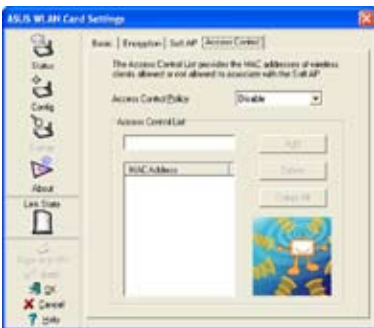 ASUS WLAN Card Settings
Basic | Encryption | Soft AP | Access Control
Status
Config
About
Link State
The Access Control List provides the MAC addresses of wireless
clients allowed or not allowed to associate with the Soft AP
Access Control Policy Disable
Access Control List
Add
MAC Address
Delete
OK
Cancel
Help